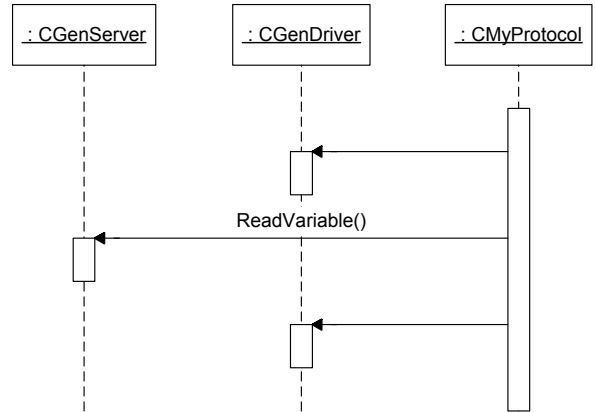 : CGenServer
: CGenDriver
: CMyProtocol
ReadVariable()